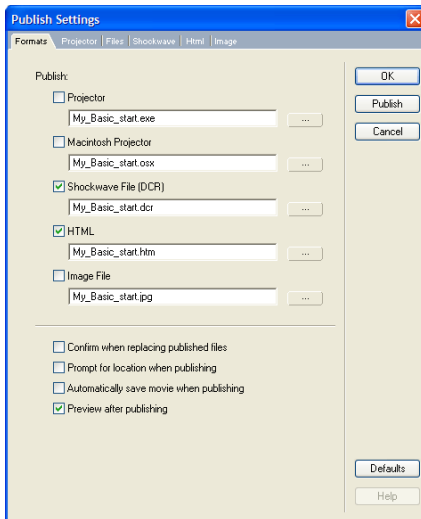 Publish Settings
Formats Projector Files Shockwave Html Image
Publish:
Projector
My_Basic_start.exe
...
Macintosh Projector
My_Basic_start.osx
...
Shockwave File (DCR)
My_Basic_start.dcr
...
HTML
My_Basic_start.htm
...
Image File
My_Basic_start.jpg
...
Confirm when replacing published files
Prompt for location when publishing
Automatically save movie when publishing
Preview after publishing
OK
Publish
Cancel
Defaults
Help